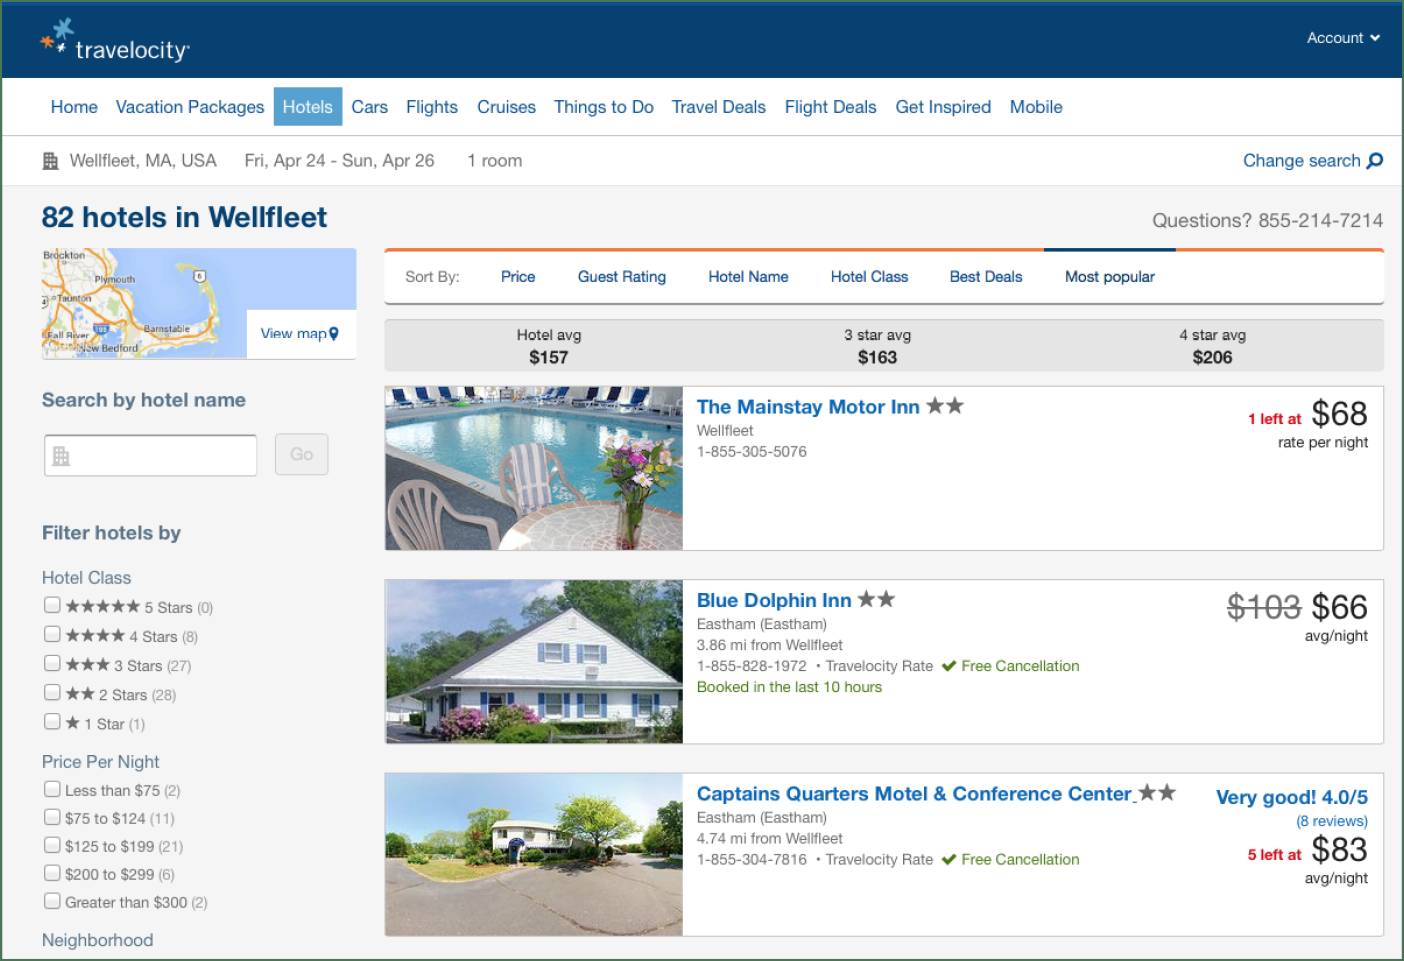 travelocity
Account
Home Vacation Packages Hotels Cars Flights Cruises Things to Do Travel Deals Flight Deals Get Inspired Mobile
Wellfleet, MA, USA Fri, Apr 24 - Sun, Apr 26 1 room Change search
82 hotels in Wellfleet
Questions? 855-214-7214
Brockton
Plymouth
6
Taunton
Barnstable
195
Fall River
New Bedford
View map
Search by hotel name
Go
Filter hotels by
Hotel Class
★★★★★ 5 Stars (0)
★★★★ 4 Stars (8)
★★★ 3 Stars (27)
★★ 2 Stars (28)
★ 1 Star (1)
Price Per Night
Less than $75 (2)
$75 to $124 (11)
$125 to $199 (21)
$200 to $299 (6)
Greater than $300 (2)
Neighborhood
Sort By: Price Guest Rating Hotel Name Hotel Class Best Deals Most popular
Hotel avg 3 star avg 4 star avg
$157 $163 $206
The Mainstay Motor Inn ★★
Wellfleet
1-855-305-5076
1 left at $68
rate per night
Blue Dolphin Inn ★★
Eastham (Eastham)
3.86 mi from Wellfleet
1-855-828-1972 • Travelocity Rate ✔ Free Cancellation
Booked in the last 10 hours
$103 $66
avg/night
Captains Quarters Motel & Conference Center ★★
Eastham (Eastham)
4.74 mi from Wellfleet
1-855-304-7816 • Travelocity Rate ✔ Free Cancellation
Very good! 4.0/5
(8 reviews)
5 left at $83
avg/night